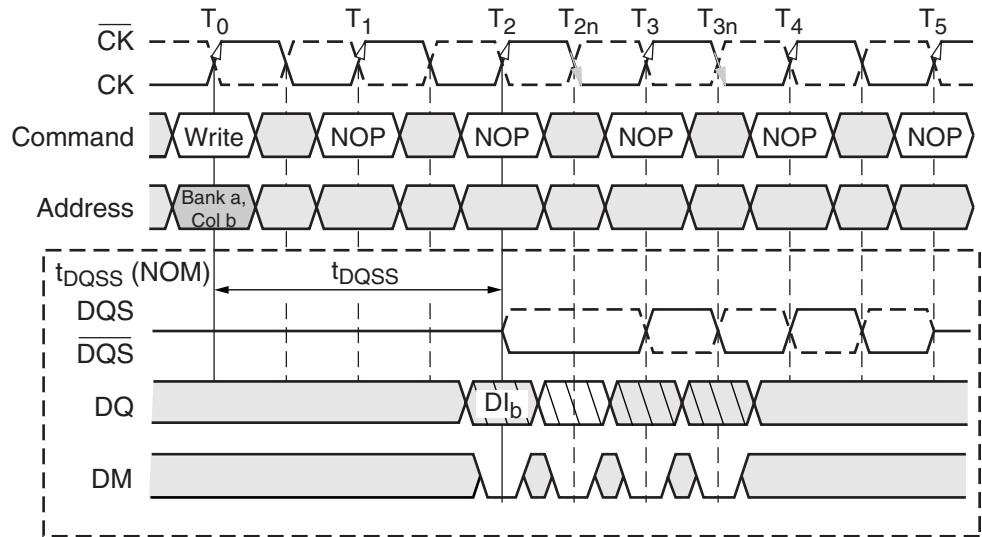 T0 T1 T2 T2n T3 T3n T4 T5
CK
CK
Command Write NOP NOP NOP NOP NOP
Address Bank a,
Col b
tDQSS (NOM) tDQSS
DQS
DQS
DQ DIb
DM